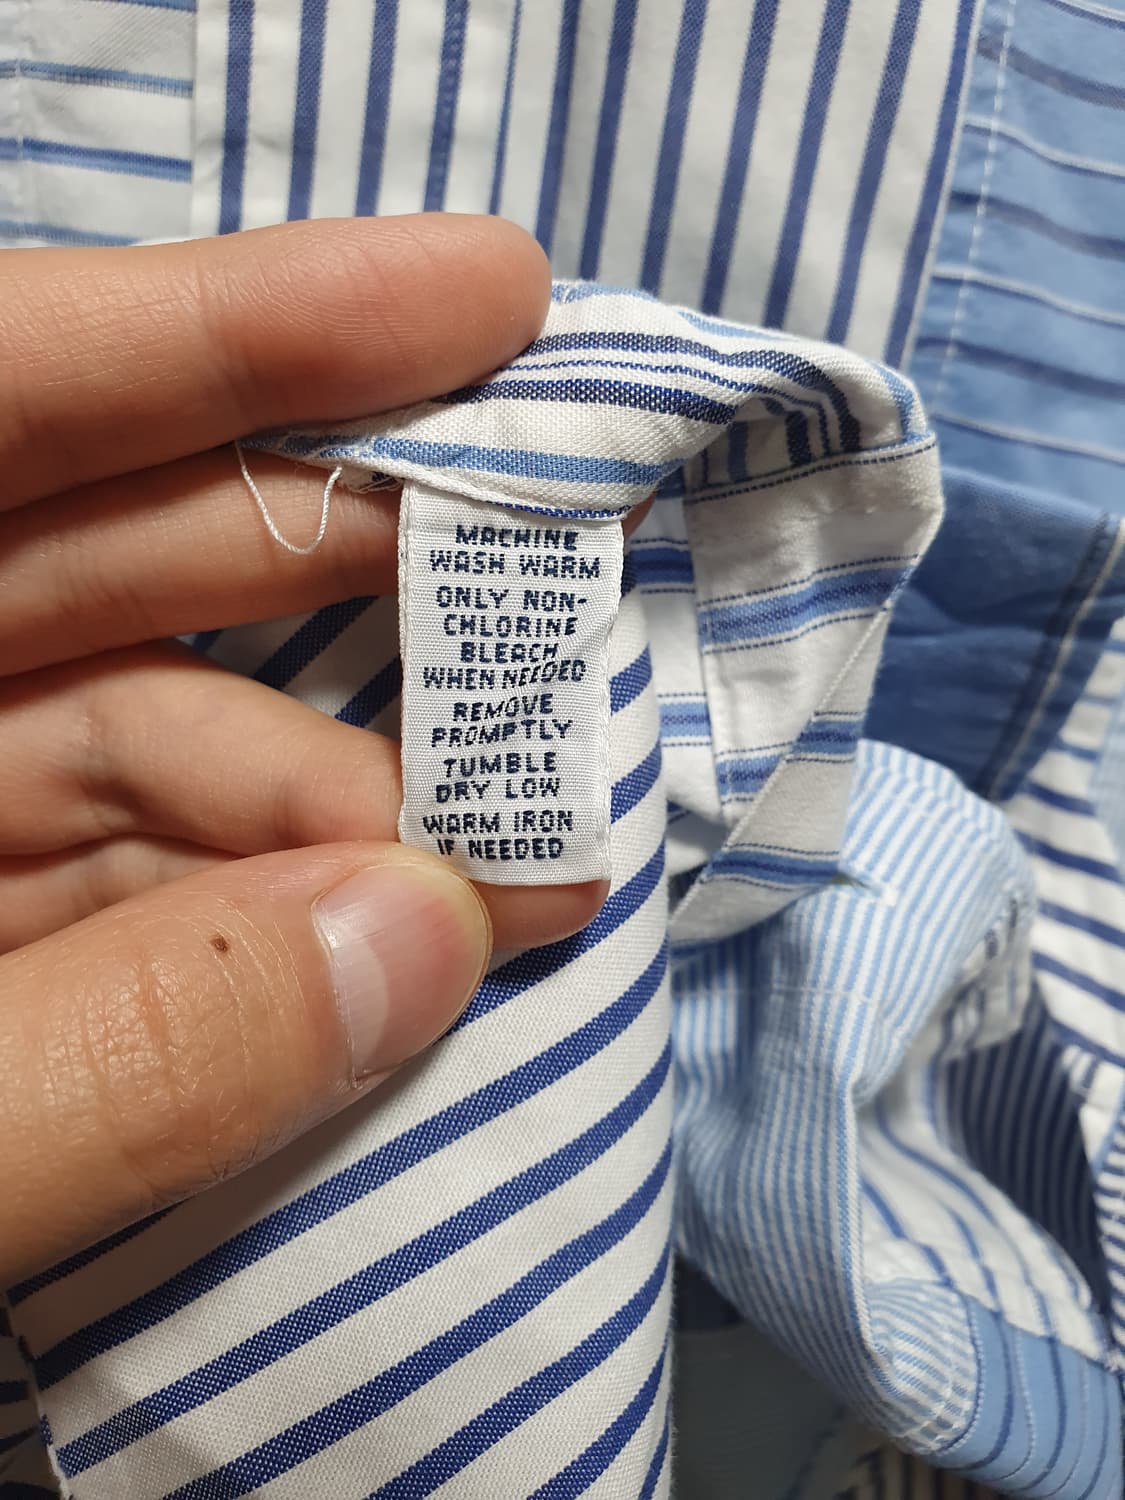 MACHINE
WASH WARM
ONLY NON-
CHLORINE
BLEACH
WHEN NEEDED
REMOVE
PROMPTLY
TUMBLE
DRY LOW
WARM IRON
IF NEEDED